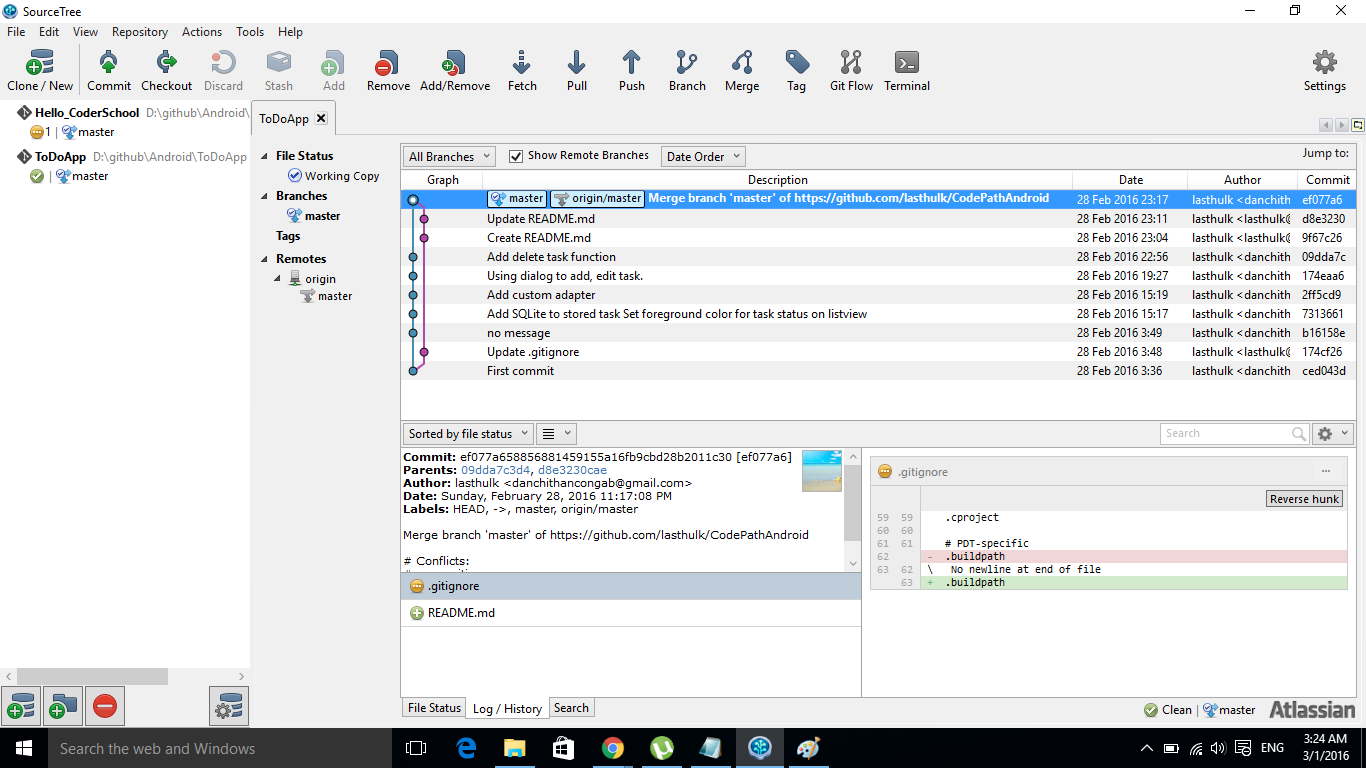 SourceTree
File Edit View Repository Actions Tools Help
Clone / New Commit Checkout Discard Stash Add Remove Add/Remove Fetch Pull Push Branch Merge Tag Git Flow Terminal Settings
Hello_CoderSchool D:\github\Android\
1 | master
ToDoApp D:\github\Android\ToDoApp
| master
ToDoApp
File Status
Working Copy
Branches
master
Tags
Remotes
origin
master
All Branches Show Remote Branches Date Order Jump to:
Graph Description Date Author Commit
master origin/master Merge branch 'master' of https://github.com/lasthulk/CodePathAndroid 28 Feb 2016 23:17 lasthulk <danchith ef077a6
Update README.md 28 Feb 2016 23:11 lasthulk <lasthulk@ d8e3230
Create README.md 28 Feb 2016 23:04 lasthulk <lasthulk@ 9f67c26
Add delete task function 28 Feb 2016 22:56 lasthulk <danchith 09dda7c
Using dialog to add, edit task. 28 Feb 2016 19:27 lasthulk <danchith 174eaa6
Add custom adapter 28 Feb 2016 15:19 lasthulk <danchith 2ff5cd9
Add SQLite to stored task Set foreground color for task status on listview 28 Feb 2016 15:17 lasthulk <danchith 7313661
no message 28 Feb 2016 3:49 lasthulk <danchith b16158e
Update .gitignore 28 Feb 2016 3:48 lasthulk <lasthulk@ 174cf26
First commit 28 Feb 2016 3:36 lasthulk <danchith ced043d
Sorted by file status Search
Commit: ef077a658856881459155a16fb9cbd28b2011c30 [ef077a6]
Parents: 09dda7c3d4, d8e3230cae
Author: lasthulk <danchithancongab@gmail.com>
Date: Sunday, February 28, 2016 11:17:08 PM
Labels: HEAD, ->, master, origin/master
Merge branch 'master' of https://github.com/lasthulk/CodePathAndroid
# Conflicts:
.gitignore
README.md
.gitignore ...
Reverse hunk
59 59 .cproject
60 60
61 61 # PDT-specific
62 - .buildpath
63 62 \ No newline at end of file
63 + .buildpath
File Status Log / History Search
Clean | master Atlassian
Search the web and Windows
ENG
3:24 AM
3/1/2016